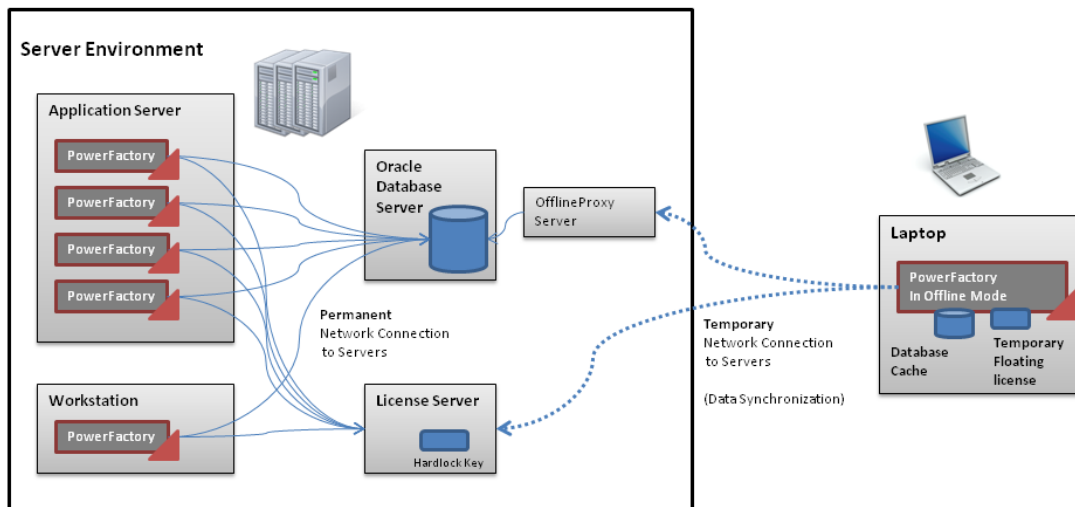 Server Environment
Application Server
PowerFactory
PowerFactory
PowerFactory
PowerFactory
Workstation
PowerFactory
Oracle
Database
Server
OfflineProxy
Server
Permanent
Network Connection
to Servers
License Server
Hardlock Key
Temporary
Network Connection
to Servers
(Data Synchronization)
Laptop
PowerFactory
In Offline Mode
Database
Cache
Temporary
Floating
license